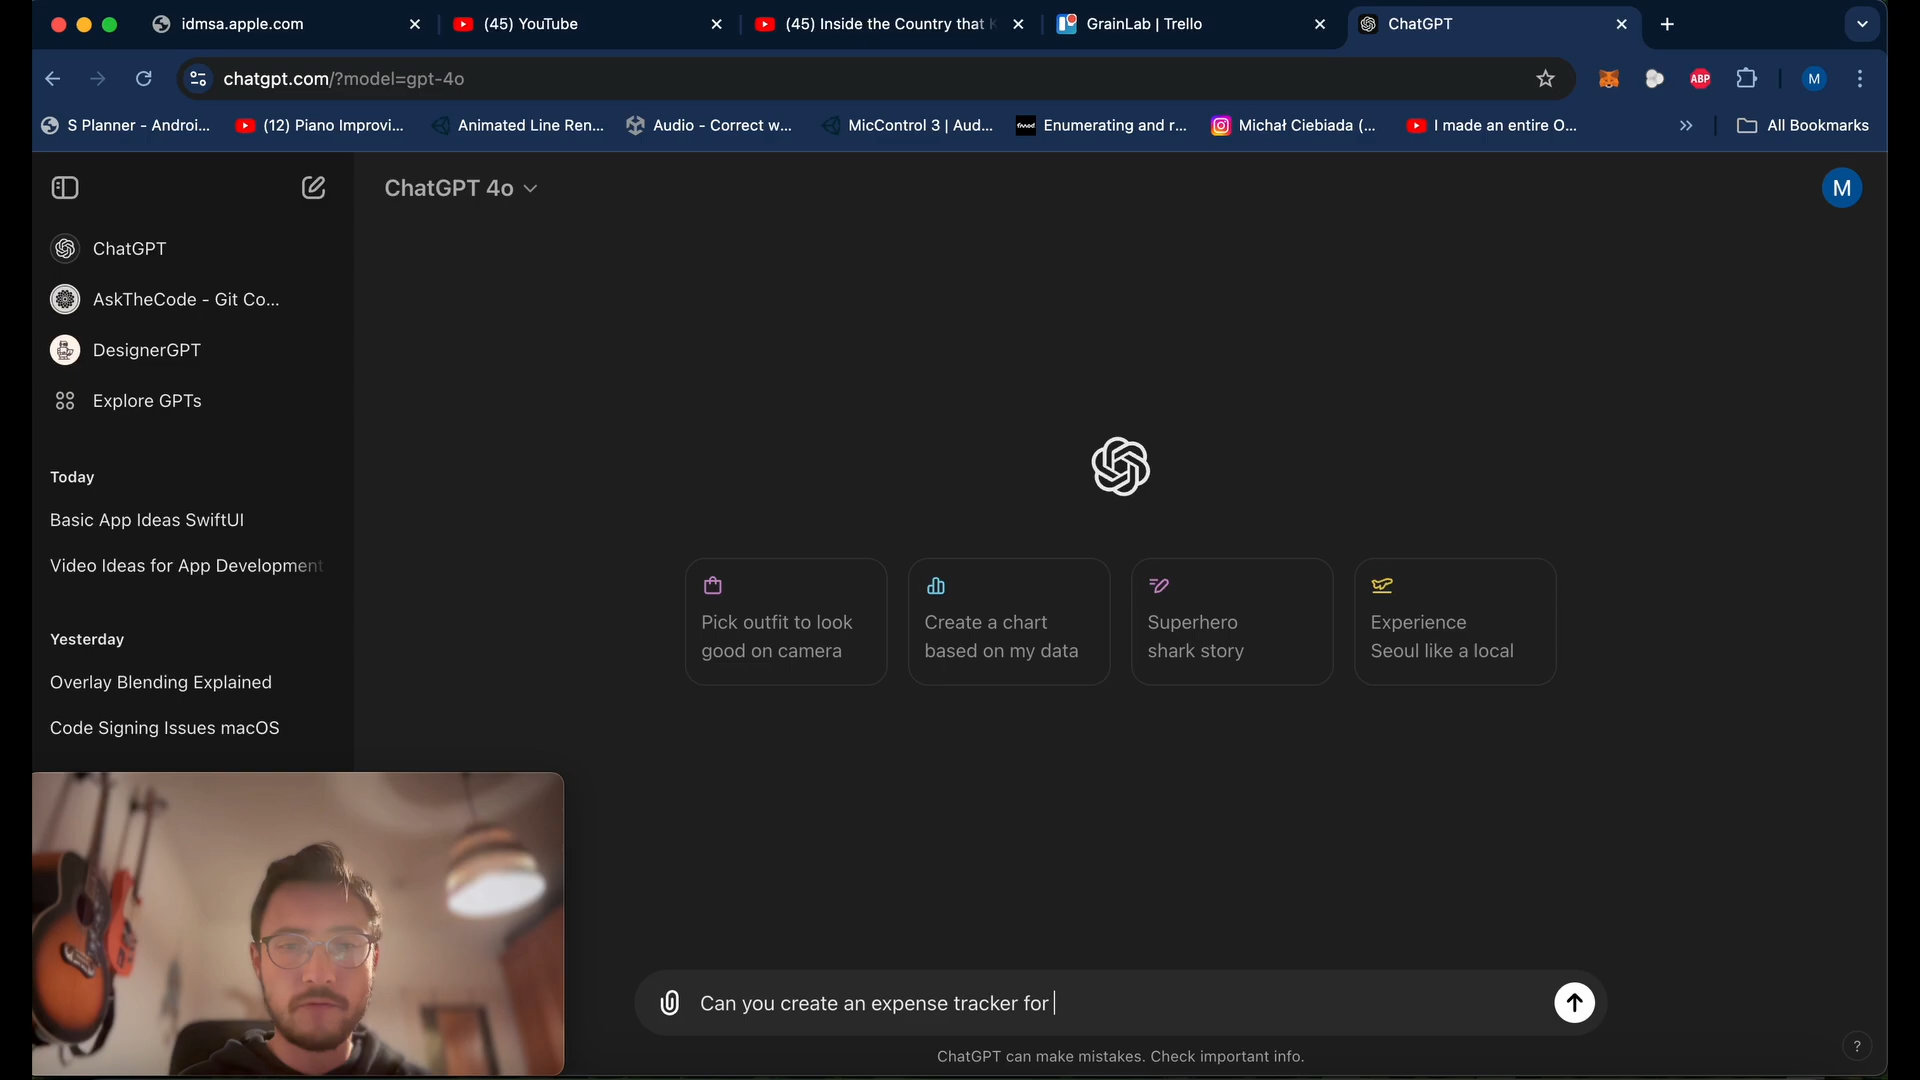 idmsa.apple.com
(45) YouTube
(45) Inside the Country that
GrainLab | Trello
ChatGPT
chatgpt.com/?model=gpt-4o
ABP
M
S Planner - Androi...
(12) Piano Improvi...
Animated Line Ren...
Audio - Correct w...
MicControl 3 | Aud...
Enumerating and r...
Michał Ciebiada (...
I made an entire O...
All Bookmarks
ChatGPT 4o
M
ChatGPT
AskTheCode - Git Co...
DesignerGPT
Explore GPTs
Today
Basic App Ideas SwiftUI
Video Ideas for App Development
Yesterday
Overlay Blending Explained
Code Signing Issues macOS
Pick outfit to look
good on camera
Create a chart
based on my data
Superhero
shark story
Experience
Seoul like a local
Can you create an expense tracker for
ChatGPT can make mistakes. Check important info.
?